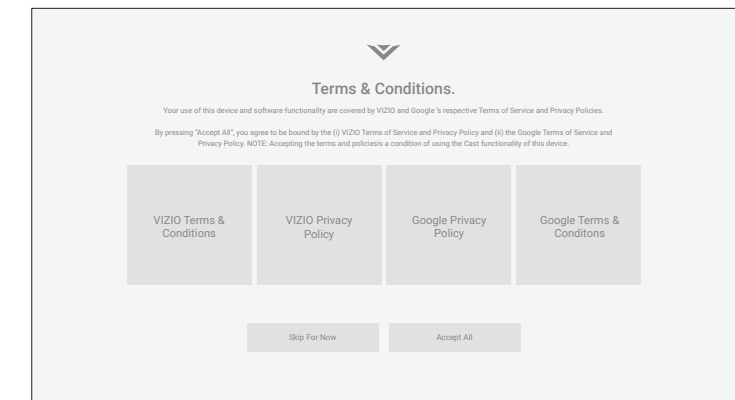 Terms & Conditions.
Your use of this device and software functionality are covered by VIZIO and Google 's respective Terms of Service and Privacy Policies.
By pressing "Accept All", you agree to be bound by the (i) VIZIO Terms of Service and Privacy Policy and (ii) the Google Terms of Service and
Privacy Policy. NOTE: Accepting the terms and policiesis a condition of using the Cast functionality of this device.
VIZIO Terms &
Conditions
VIZIO Privacy
Policy
Google Privacy
Policy
Google Terms &
Conditons
Skip For Now
Accept All